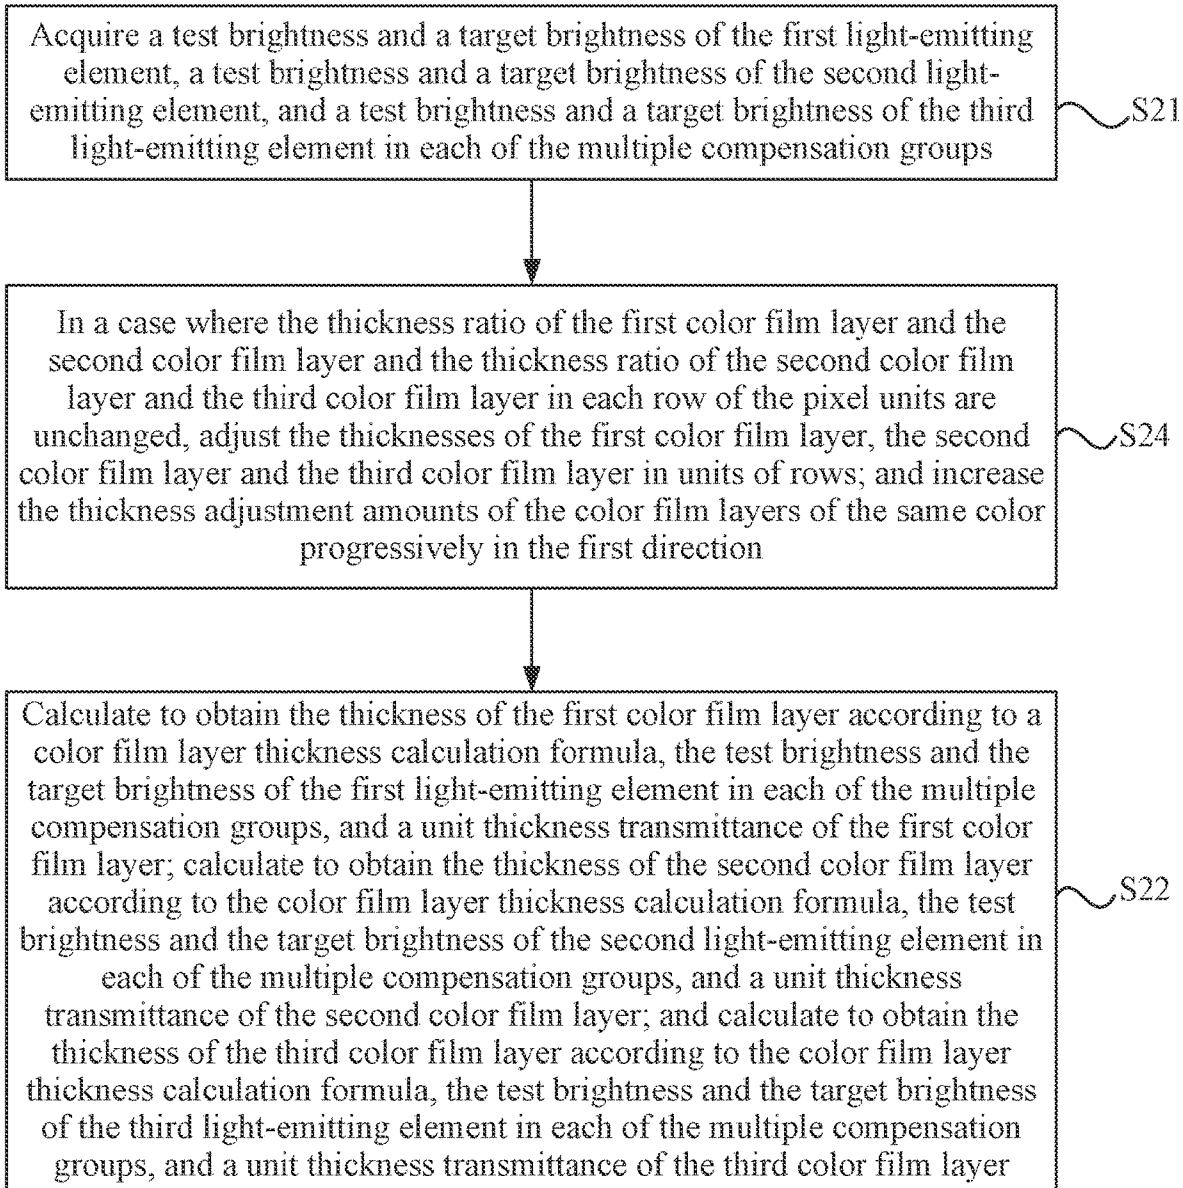 Acquire a test brightness and a target brightness of the first light-emitting
element, a test brightness and a target brightness of the second light-
emitting element, and a test brightness and a target brightness of the third
light-emitting element in each of the multiple compensation groups
S21
In a case where the thickness ratio of the first color film layer and the
second color film layer and the thickness ratio of the second color film
layer and the third color film layer in each row of the pixel units are
unchanged, adjust the thicknesses of the first color film layer, the second
color film layer and the third color film layer in units of rows; and increase
the thickness adjustment amounts of the color film layers of the same color
progressively in the first direction
S24
Calculate to obtain the thickness of the first color film layer according to a
color film layer thickness calculation formula, the test brightness and the
target brightness of the first light-emitting element in each of the multiple
compensation groups, and a unit thickness transmittance of the first color
film layer; calculate to obtain the thickness of the second color film layer
according to the color film layer thickness calculation formula, the test
brightness and the target brightness of the second light-emitting element in
each of the multiple compensation groups, and a unit thickness
transmittance of the second color film layer; and calculate to obtain the
thickness of the third color film layer according to the color film layer
thickness calculation formula, the test brightness and the target brightness
of the third light-emitting element in each of the multiple compensation
groups, and a unit thickness transmittance of the third color film layer
S22